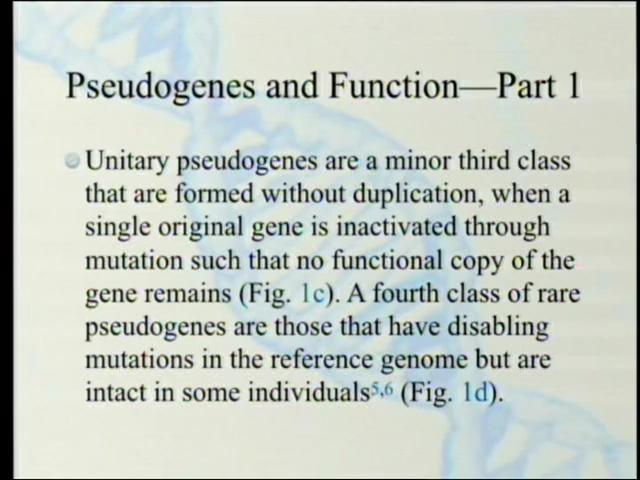 Pseudogenes and Function—Part 1
Unitary pseudogenes are a minor third class
that are formed without duplication, when a
single original gene is inactivated through
mutation such that no functional copy of the
gene remains (Fig. 1c). A fourth class of rare
pseudogenes are those that have disabling
mutations in the reference genome but are
intact in some individuals⁵,⁶ (Fig. 1d).